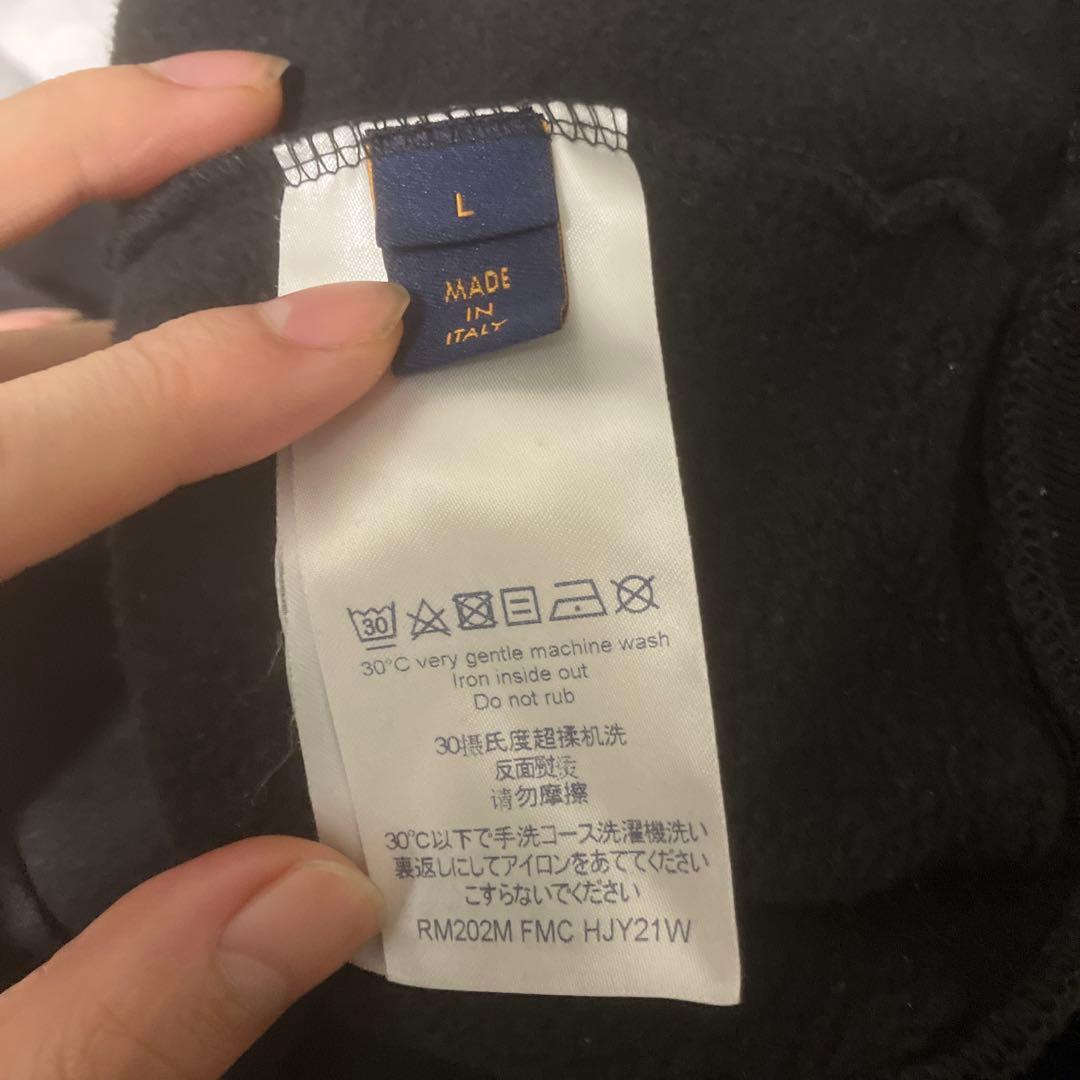 L
MADE
IN
ITALY
30
30°C very gentle machine wash
Iron inside out
Do not rub
30摄氏度超柔机洗
反面熨烫
请勿摩擦
30℃以下で手洗コース洗濯機洗い
裏返しにしてアイロンをあててください
こすらないでください
RM202M FMC HJY21W